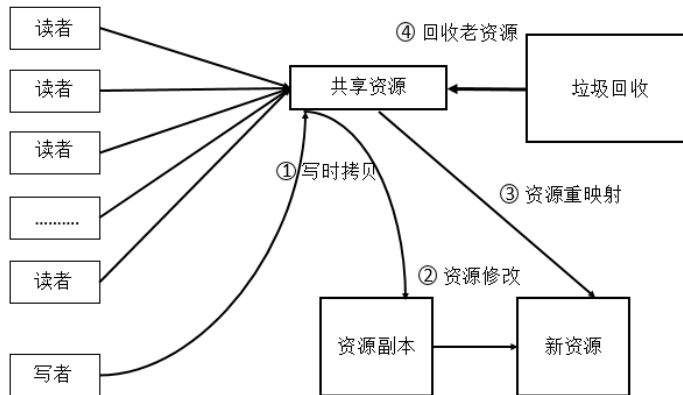 读者
读者
读者
..........
读者
写者
共享资源
④ 回收老资源
垃圾回收
① 写时拷贝
③ 资源重映射
② 资源修改
资源副本
新资源